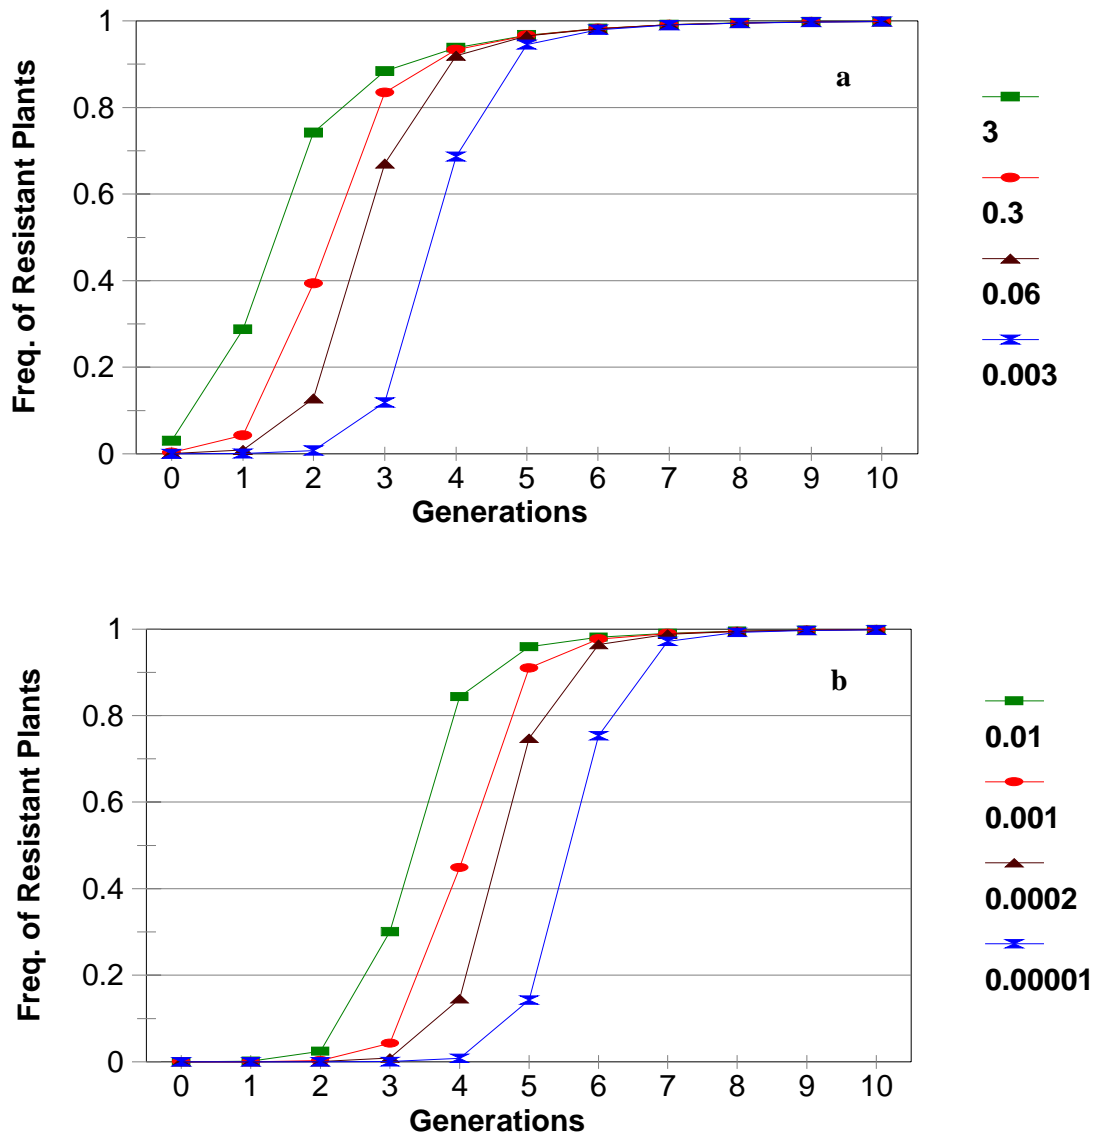 1
0.8
0.6
0.4
0.2
0
Freq. of Resistant Plants
a
0 1 2 3 4 5 6 7 8 9 10
Generations
3
0.3
0.06
0.003
1
0.8
0.6
0.4
0.2
0
Freq. of Resistant Plants
b
0 1 2 3 4 5 6 7 8 9 10
Generations
0.01
0.001
0.0002
0.00001